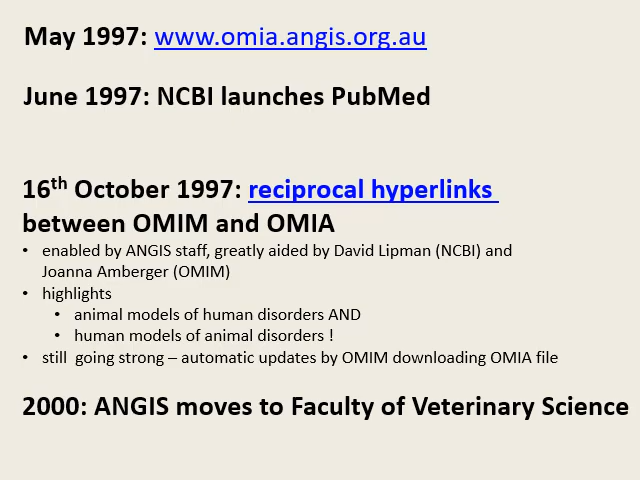 May 1997: www.omia.angis.org.au
June 1997: NCBI launches PubMed
16th October 1997: reciprocal hyperlinks
between OMIM and OMIA
• enabled by ANGIS staff, greatly aided by David Lipman (NCBI) and
Joanna Amberger (OMIM)
• highlights
• animal models of human disorders AND
• human models of animal disorders !
• still going strong – automatic updates by OMIM downloading OMIA file
2000: ANGIS moves to Faculty of Veterinary Science